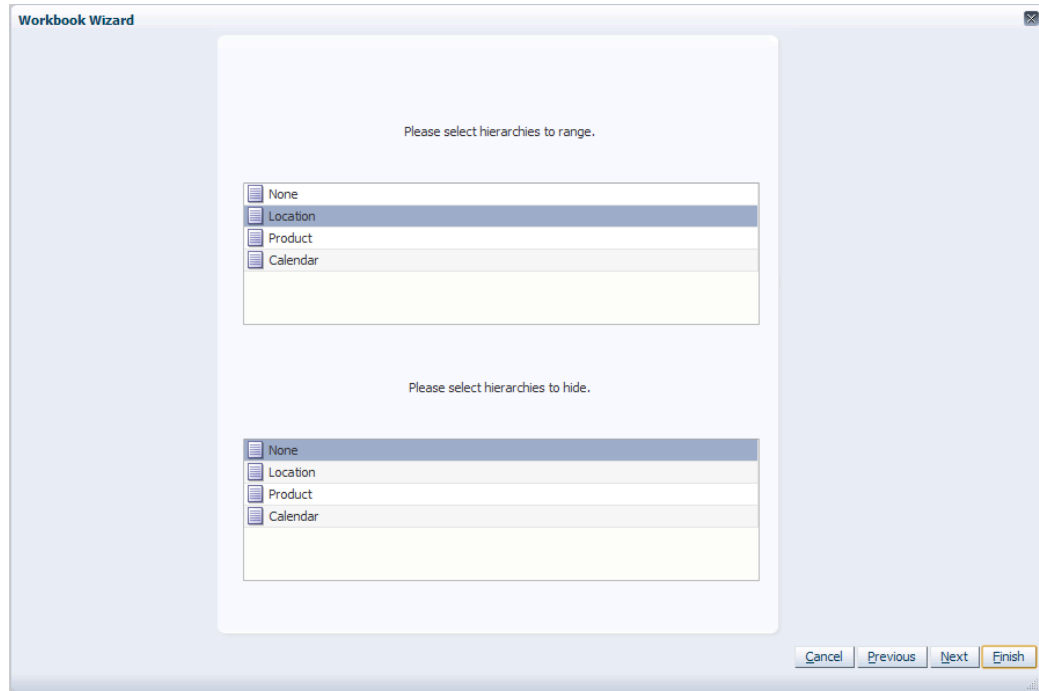 Workbook Wizard
Please select hierarchies to range.
None
Location
Product
Calendar
Please select hierarchies to hide.
None
Location
Product
Calendar
Cancel Previous Next Finish